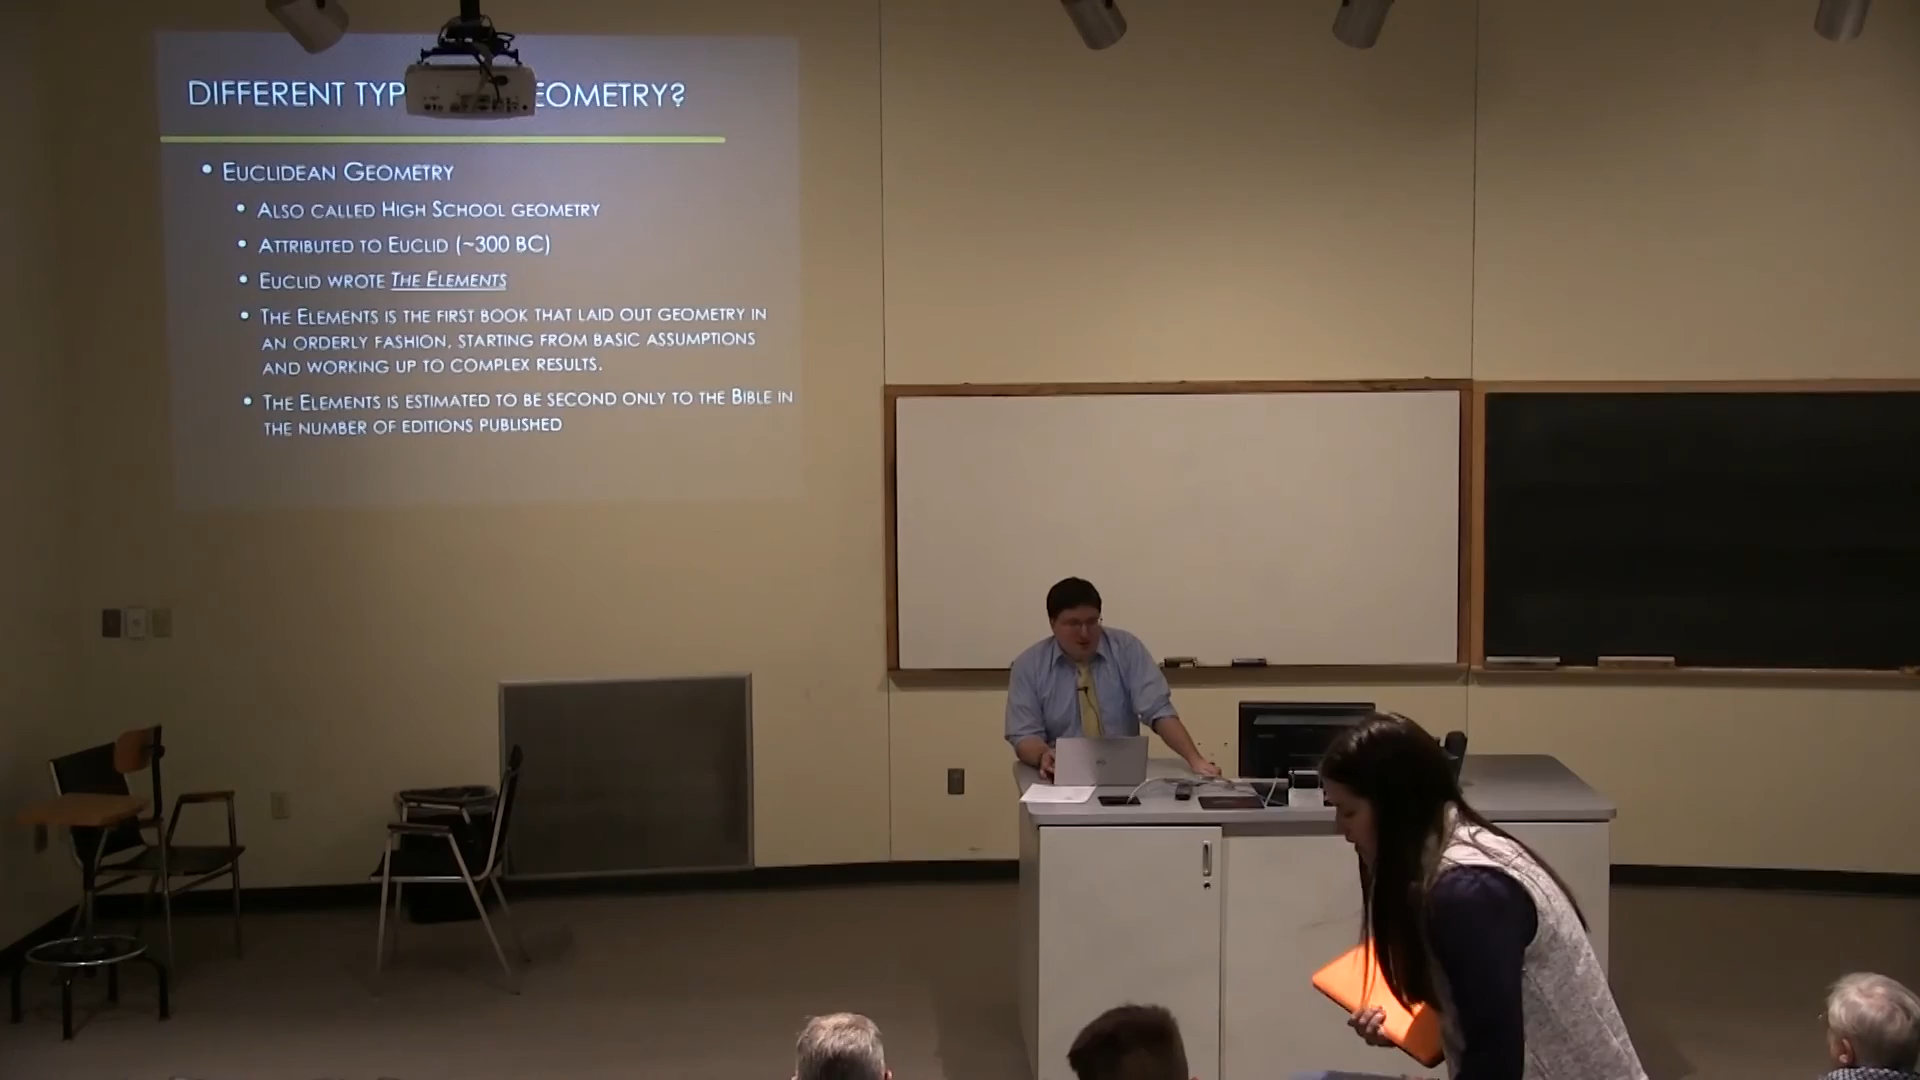 DIFFERENT TYP EOMETRY?
• EUCLIDEAN GEOMETRY
• ALSO CALLED HIGH SCHOOL GEOMETRY
• ATTRIBUTED TO EUCLID (~300 BC)
• EUCLID WROTE THE ELEMENTS
• THE ELEMENTS IS THE FIRST BOOK THAT LAID OUT GEOMETRY IN
AN ORDERLY FASHION, STARTING FROM BASIC ASSUMPTIONS
AND WORKING UP TO COMPLEX RESULTS.
• THE ELEMENTS IS ESTIMATED TO BE SECOND ONLY TO THE BIBLE IN
THE NUMBER OF EDITIONS PUBLISHED